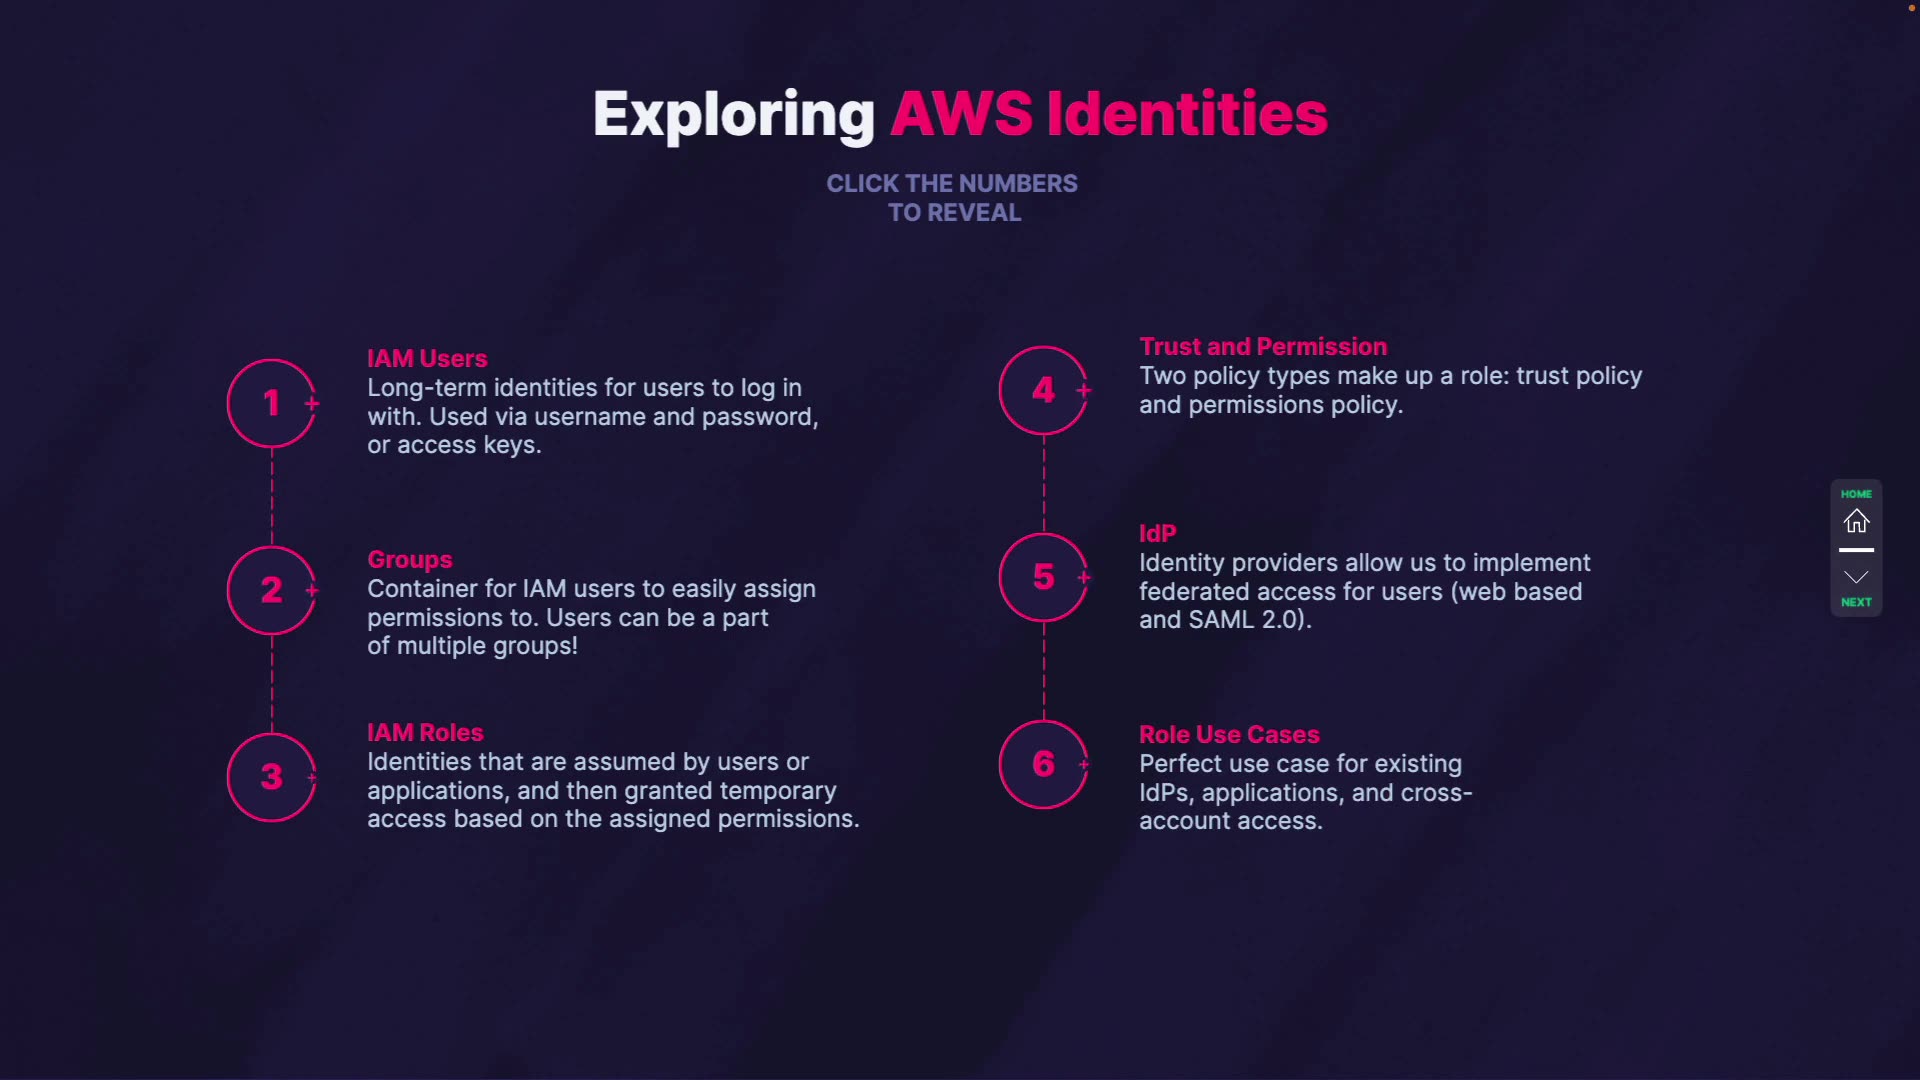 Exploring AWS Identities
CLICK THE NUMBERS
TO REVEAL
1
IAM Users
Long-term identities for users to log in
with. Used via username and password,
or access keys.
2
Groups
Container for IAM users to easily assign
permissions to. Users can be a part
of multiple groups!
3
IAM Roles
Identities that are assumed by users or
applications, and then granted temporary
access based on the assigned permissions.
4
Trust and Permission
Two policy types make up a role: trust policy
and permissions policy.
5
IdP
Identity providers allow us to implement
federated access for users (web based
and SAML 2.0).
6
Role Use Cases
Perfect use case for existing
IdPs, applications, and cross-
account access.
HOME
NEXT